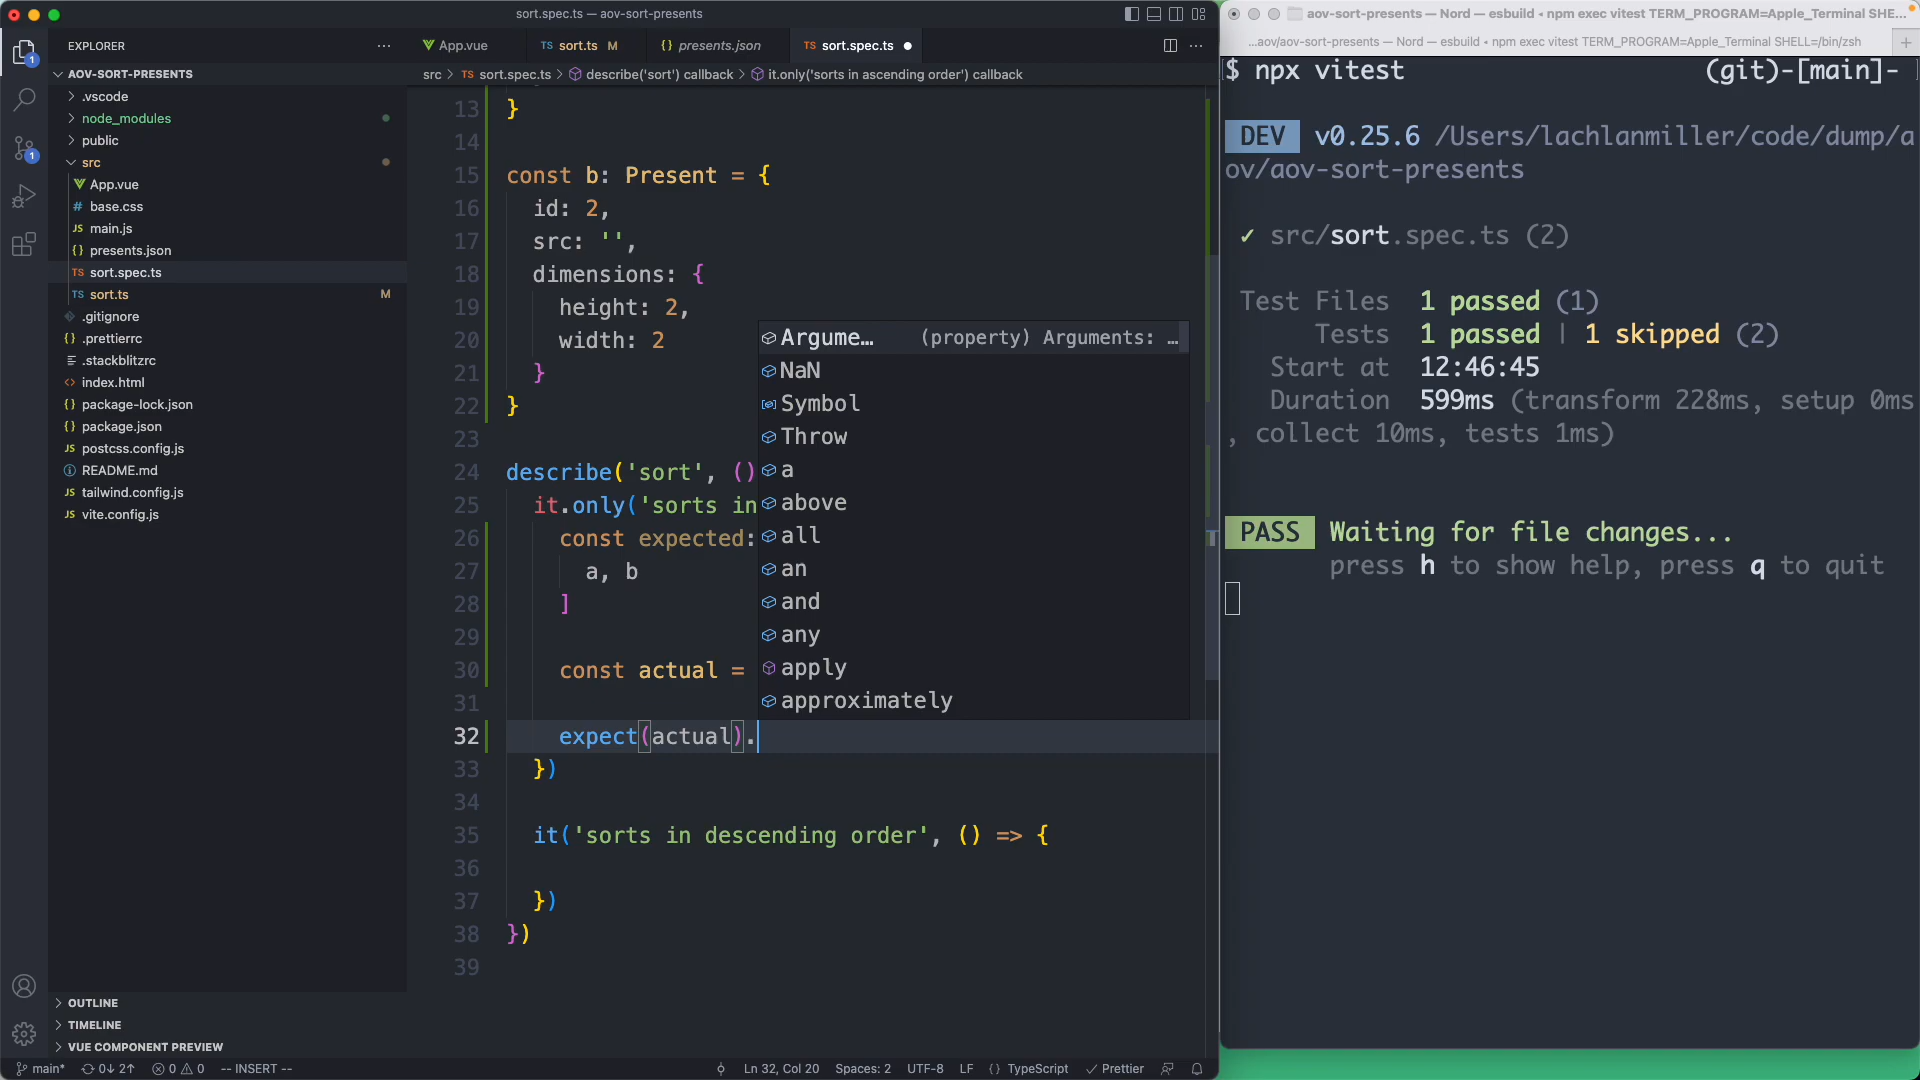 sort.spec.ts — aov-sort-presents
EXPLORER
AOV-SORT-PRESENTS
.vscode
node_modules
public
src
App.vue
base.css
main.js
presents.json
sort.spec.ts
sort.ts M
.gitignore
.prettierrc
.stackblitzrc
index.html
package-lock.json
package.json
postcss.config.js
README.md
tailwind.config.js
vite.config.js
OUTLINE
TIMELINE
VUE COMPONENT PREVIEW
App.vue TS sort.ts M {} presents.json TS sort.spec.ts
src > TS sort.spec.ts > describe('sort') callback > it.only('sorts in ascending order') callback
13 }
14
15 const b: Present = {
16 id: 2,
17 src: '',
18 dimensions: {
19 height: 2,
20 width: 2
21 }
22 }
23
24 describe('sort', ()
25 it.only('sorts in
26 const expected:
27 a, b
28 ]
29
30 const actual =
31
32 expect(actual).
33 })
34
35 it('sorts in descending order', () => {
36
37 })
38 })
39
Argume… (property) Arguments: …
NaN
Symbol
Throw
a
above
all
an
and
any
apply
approximately
main* 0↓ 2↑ 0 0 -- INSERT -- Ln 32, Col 20 Spaces: 2 UTF-8 LF {} TypeScript Prettier
aov-sort-presents — Nord — esbuild ◂ npm exec vitest TERM_PROGRAM=Apple_Terminal SHE...
...aov/aov-sort-presents — Nord — esbuild ◂ npm exec vitest TERM_PROGRAM=Apple_Terminal SHELL=/bin/zsh
$ npx vitest (git)-[main]-
DEV v0.25.6 /Users/lachlanmiller/code/dump/a
ov/aov-sort-presents
✓ src/sort.spec.ts (2)
Test Files 1 passed (1)
Tests 1 passed | 1 skipped (2)
Start at 12:46:45
Duration 599ms (transform 228ms, setup 0ms
, collect 10ms, tests 1ms)
PASS Waiting for file changes...
press h to show help, press q to quit